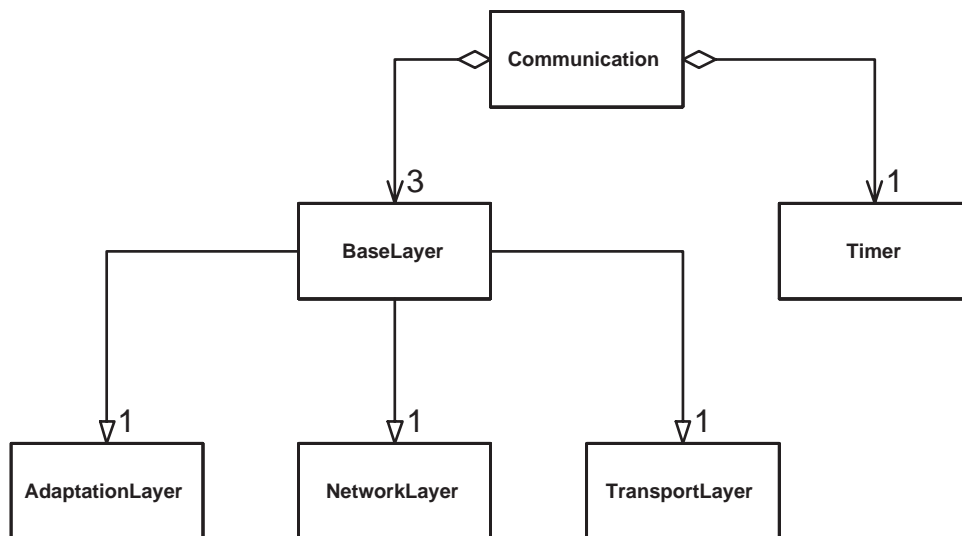 Communication
3
1
BaseLayer
Timer
1
1
1
AdaptationLayer
NetworkLayer
TransportLayer